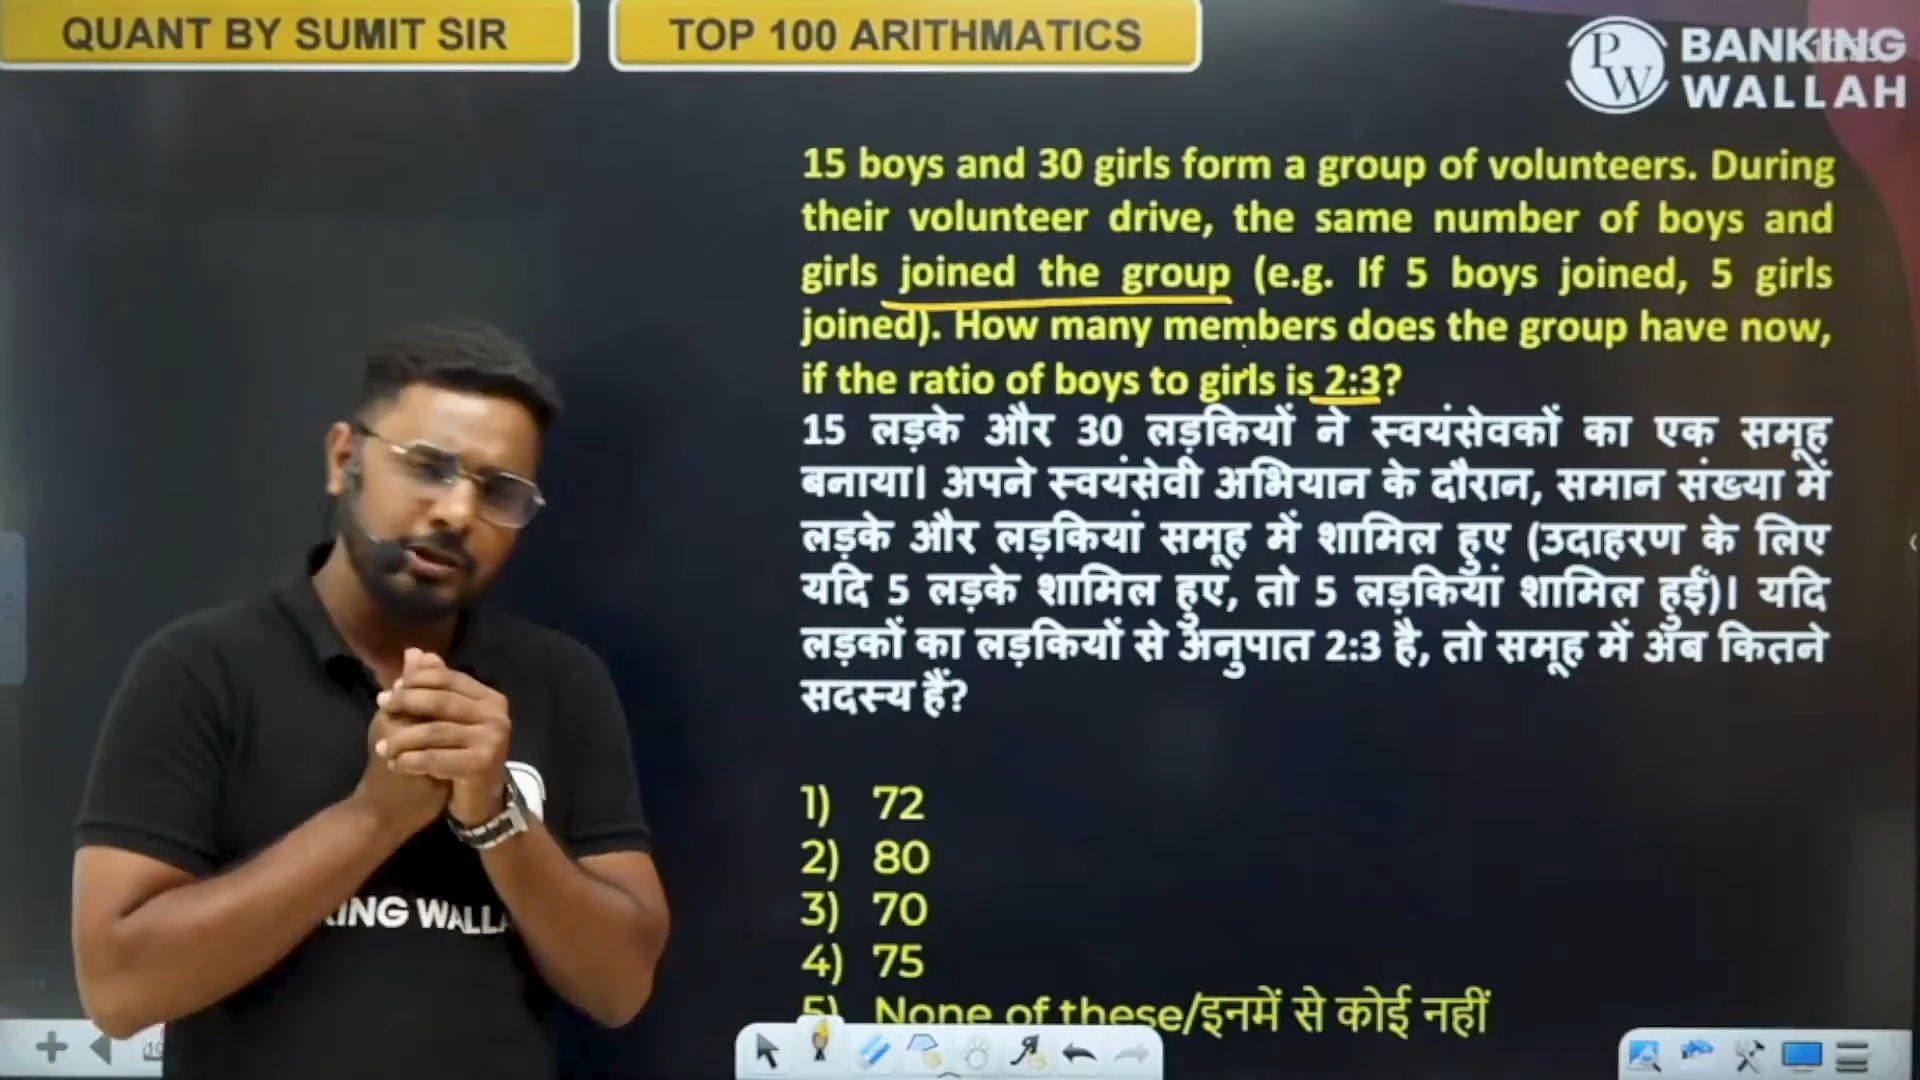 QUANT BY SUMIT SIR
TOP 100 ARITHMATICS
PW
BANKING
WALLAH
15 boys and 30 girls form a group of volunteers. During
their volunteer drive, the same number of boys and
girls joined the group (e.g. If 5 boys joined, 5 girls
joined). How many members does the group have now,
if the ratio of boys to girls is 2:3?
15 लड़के और 30 लड़कियों ने स्वयंसेवकों का एक समूह
बनाया। अपने स्वयंसेवी अभियान के दौरान, समान संख्या में
लड़के और लड़कियां समूह में शामिल हुए (उदाहरण के लिए
यदि 5 लड़के शामिल हुए, तो 5 लड़कियां शामिल हुईं)। यदि
लड़कों का लड़कियों से अनुपात 2:3 है, तो समूह में अब कितने
सदस्य हैं?
1) 72
2) 80
3) 70
4) 75
5) None of these/इनमें से कोई नहीं